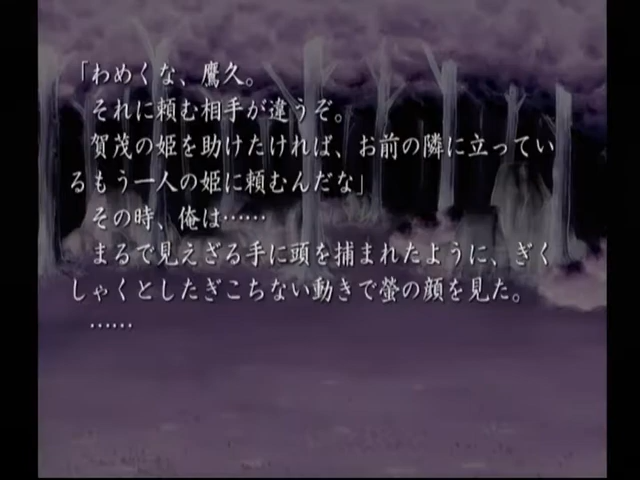 「わめくな、鷹久。
それに頼む相手が違うぞ。
賀茂の姫を助けたければ、お前の隣に立ってい
るもう一人の姫に頼むんだな」
その時、俺は……
まるで見えざる手に頭を捕まれたように、ぎく
しゃくとしたぎこちない動きで螢の顔を見た。
……